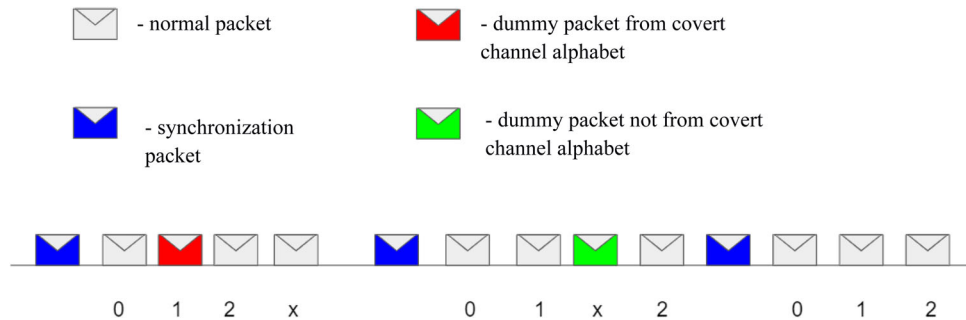 - normal packet
- dummy packet from covert
channel alphabet
- synchronization
packet
- dummy packet not from covert
channel alphabet
0 1 2 x 0 1 x 2 0 1 2